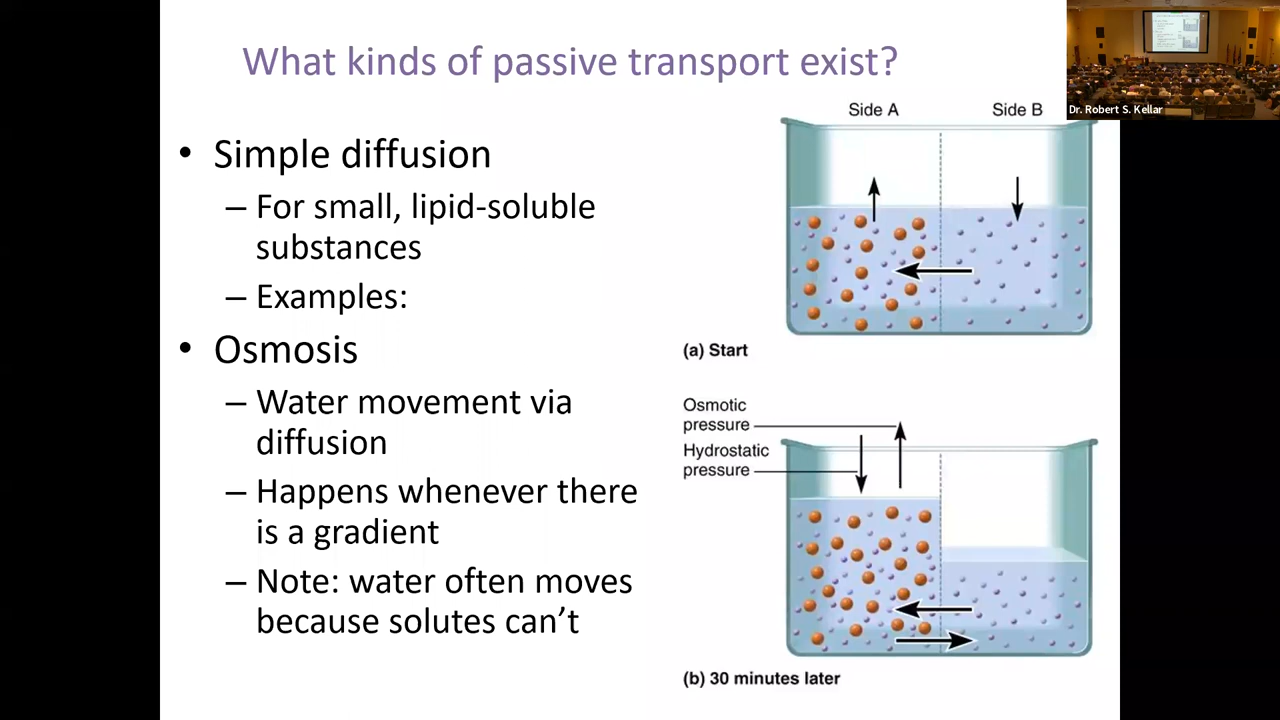 What kinds of passive transport exist?
• Simple diffusion
– For small, lipid-soluble
substances
– Examples:
• Osmosis
– Water movement via
diffusion
– Happens whenever there
is a gradient
– Note: water often moves
because solutes can’t
Side A
Side B
(a) Start
Osmotic
pressure
Hydrostatic
pressure
(b) 30 minutes later
Dr. Robert S. Kellar